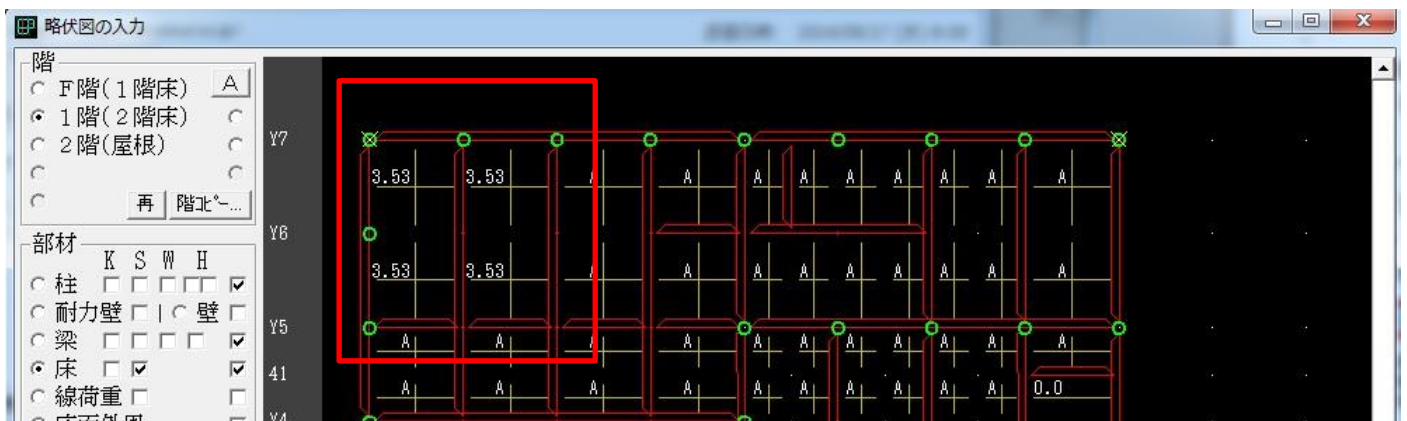 略伏図の入力
階
F階(1階床) A
1階(2階床)
2階(屋根)
再 階ｺﾋﾟｰ...
部材
K S W H
柱
耐力壁 | 壁
梁
床
線荷重
Y7
3.53 3.53 A A A A A A A A A
Y6
3.53 3.53 A A A A A A A A A
Y5
A A A A A A A A A A A
41
A A A A A A A A A A 0.0
Y4